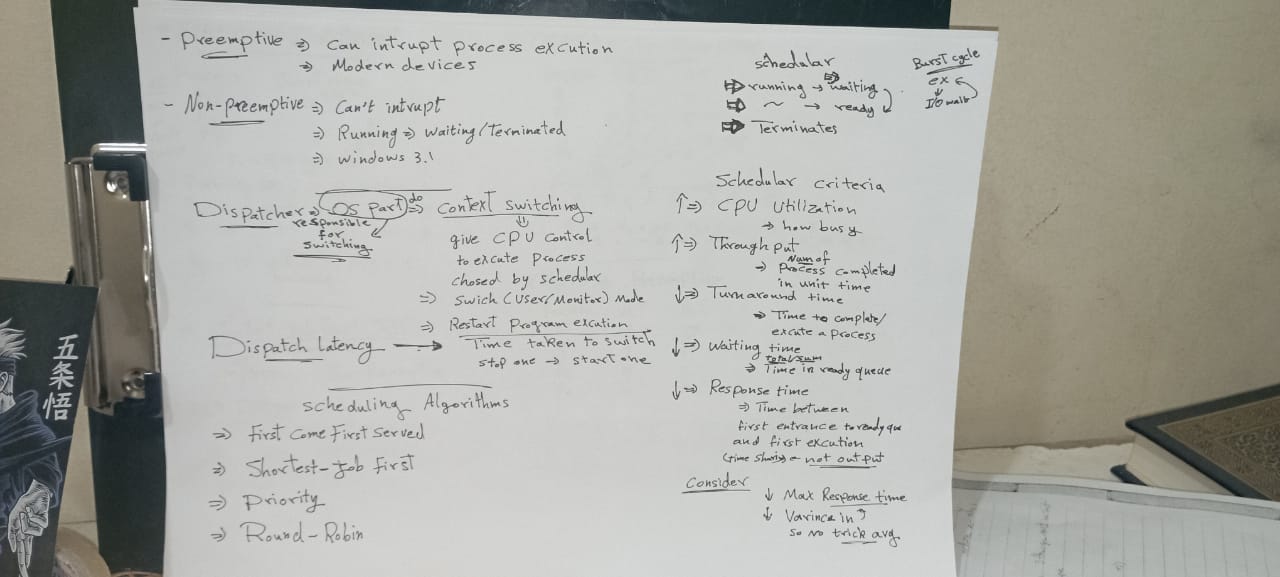 - Preemptive ⇒ Can intrupt process excution
⇒ Modern devices
- Non-preemptive ⇒ Can't intrupt
⇒ Running ⇒ waiting/Terminated
⇒ windows 3.1
Dispatcher ⇒ OS part do ⇒ Context switching
responsible
for
switching
⇓
give CPU control
to excute Process
chosed by schedular
⇒ Swich (User/Monitor) Mode
⇒ Restart Program excution
Dispatch Latency → Time taken to switch
stop one → start one
Scheduling Algorithms
⇒ First Come First Served
⇒ Shortest-Job First
⇒ Priority
⇒ Round-Robin
schedular
⇒ running → waiting
⇒ ~ → ready
⇒ Terminates
Burst cycle
ex
↓
I/O wait
Schedular criteria
↑⇒ CPU Utilization
→ how busy
↑⇒ Through put
Num of
→ Process completed
in unit time
↓⇒ Turnaround time
→ Time to complete/
excute a process
↓⇒ waiting time
total sum
⇒ Time in ready queue
↓⇒ Response time
⇒ Time between
first entrance to ready que
and first excution
(time sharing) not output
Consider
↓ Max Response time
↓ Varince in
so no trick avg
五条悟